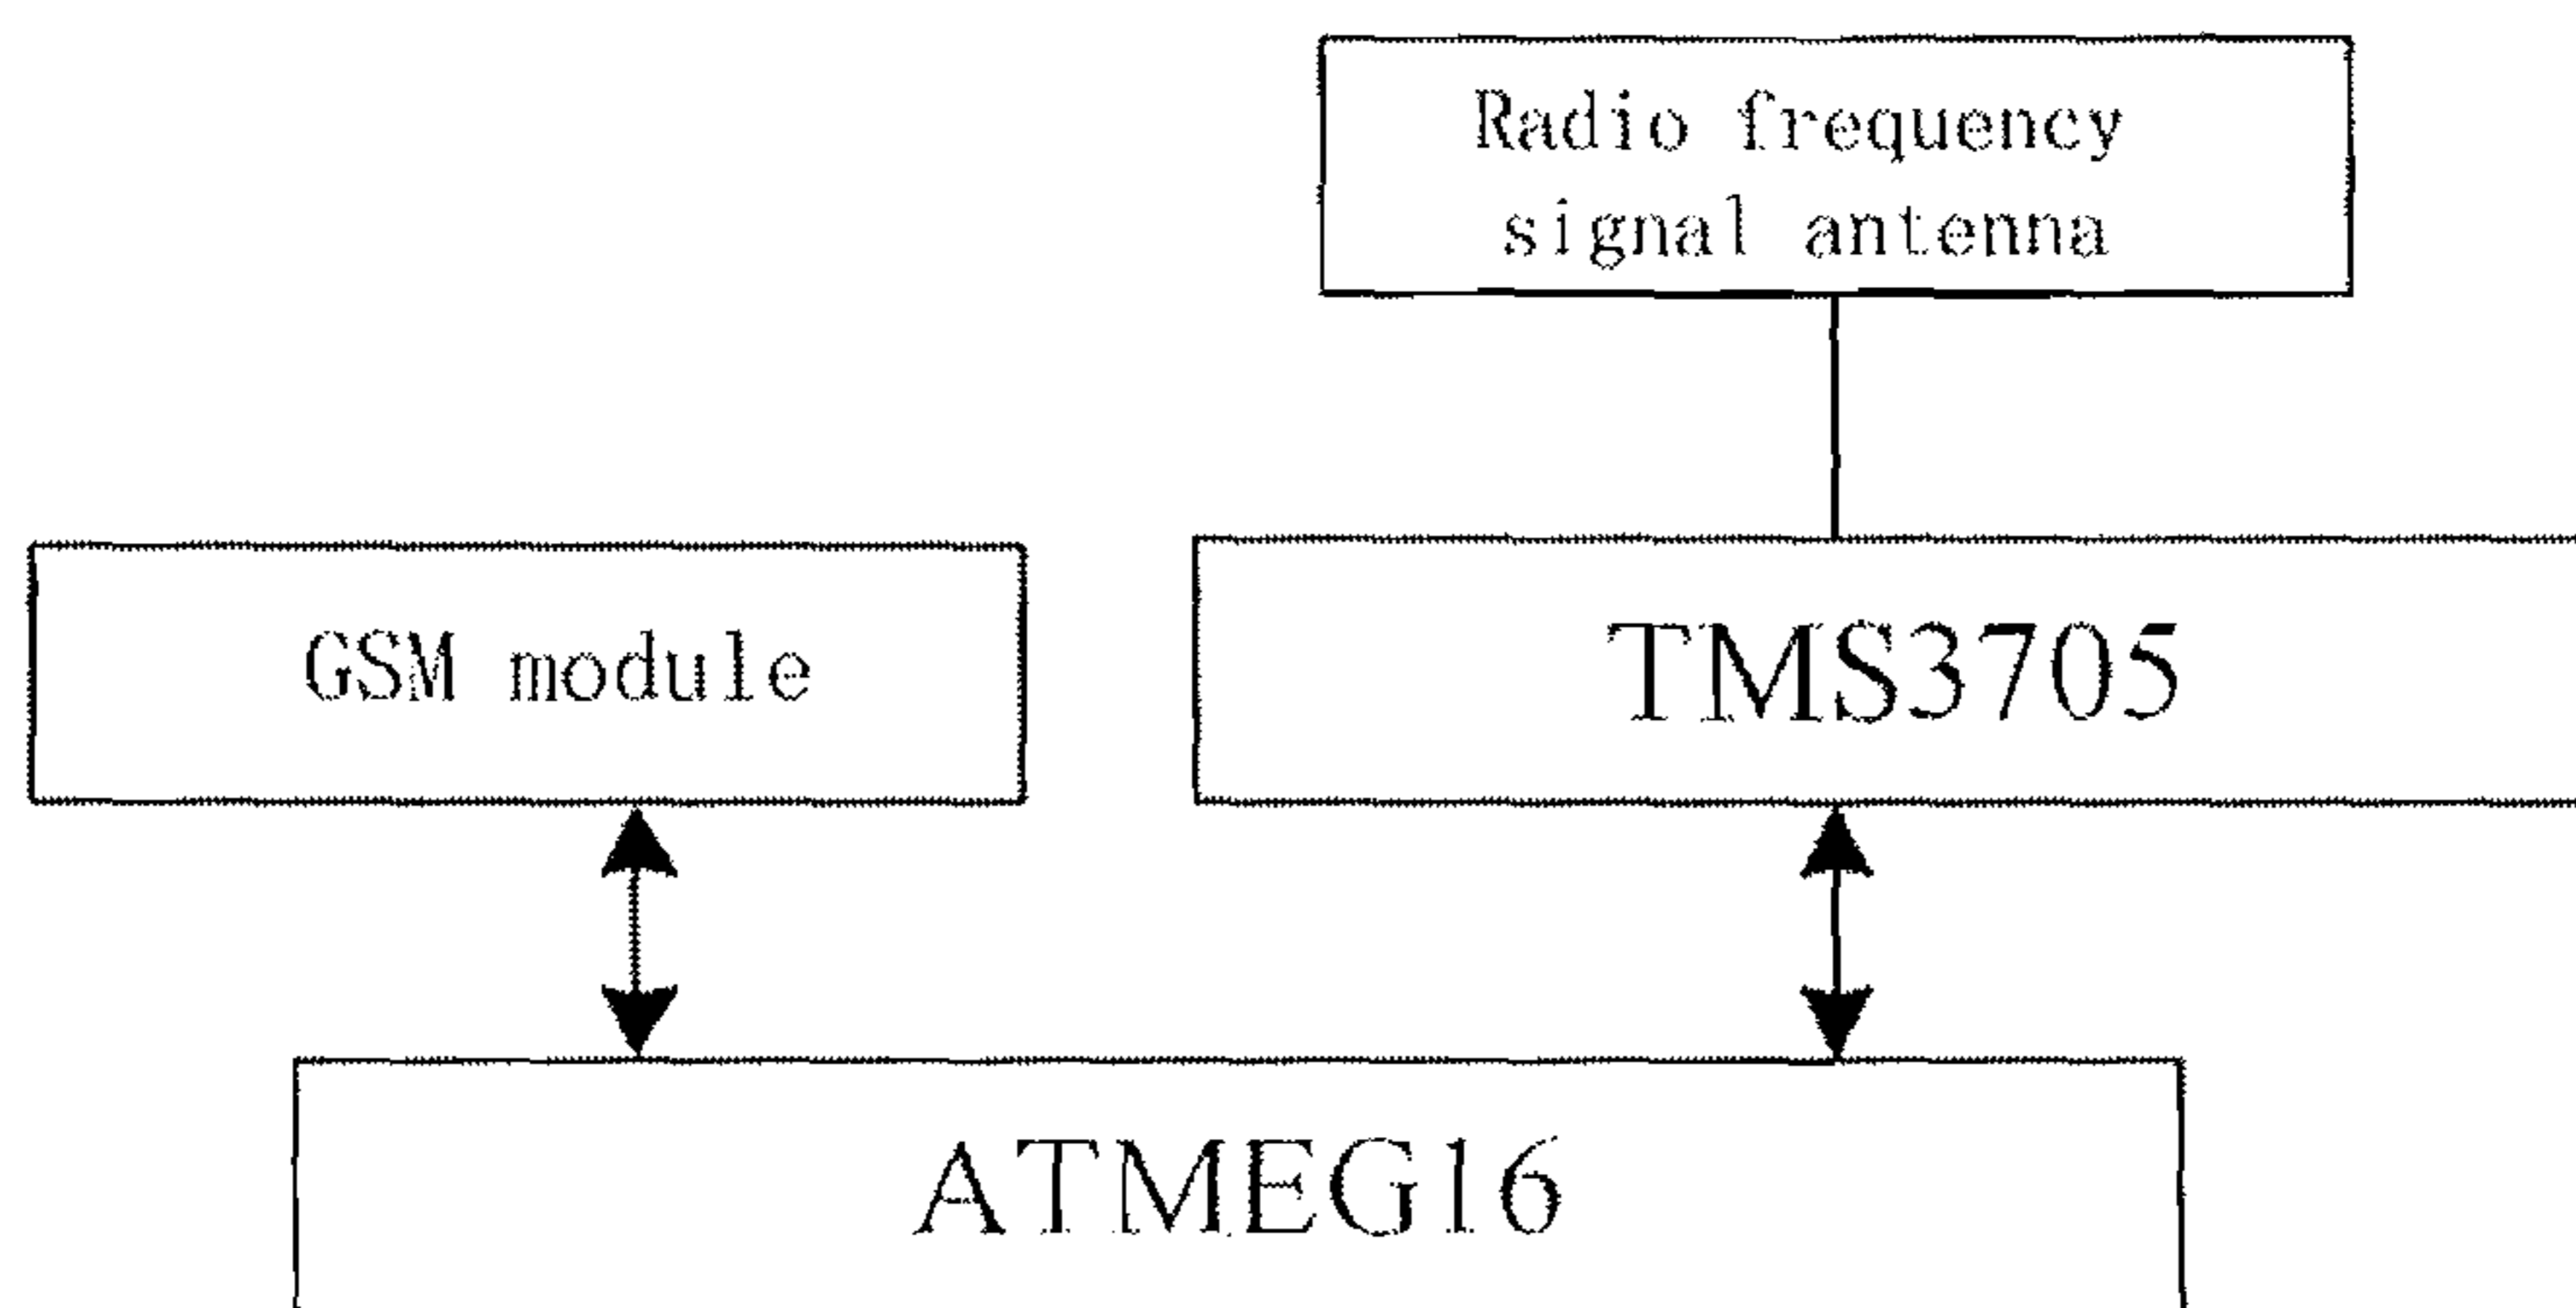 Radio frequency
signal antenna
GSM module
TMS3705
ATMEG16